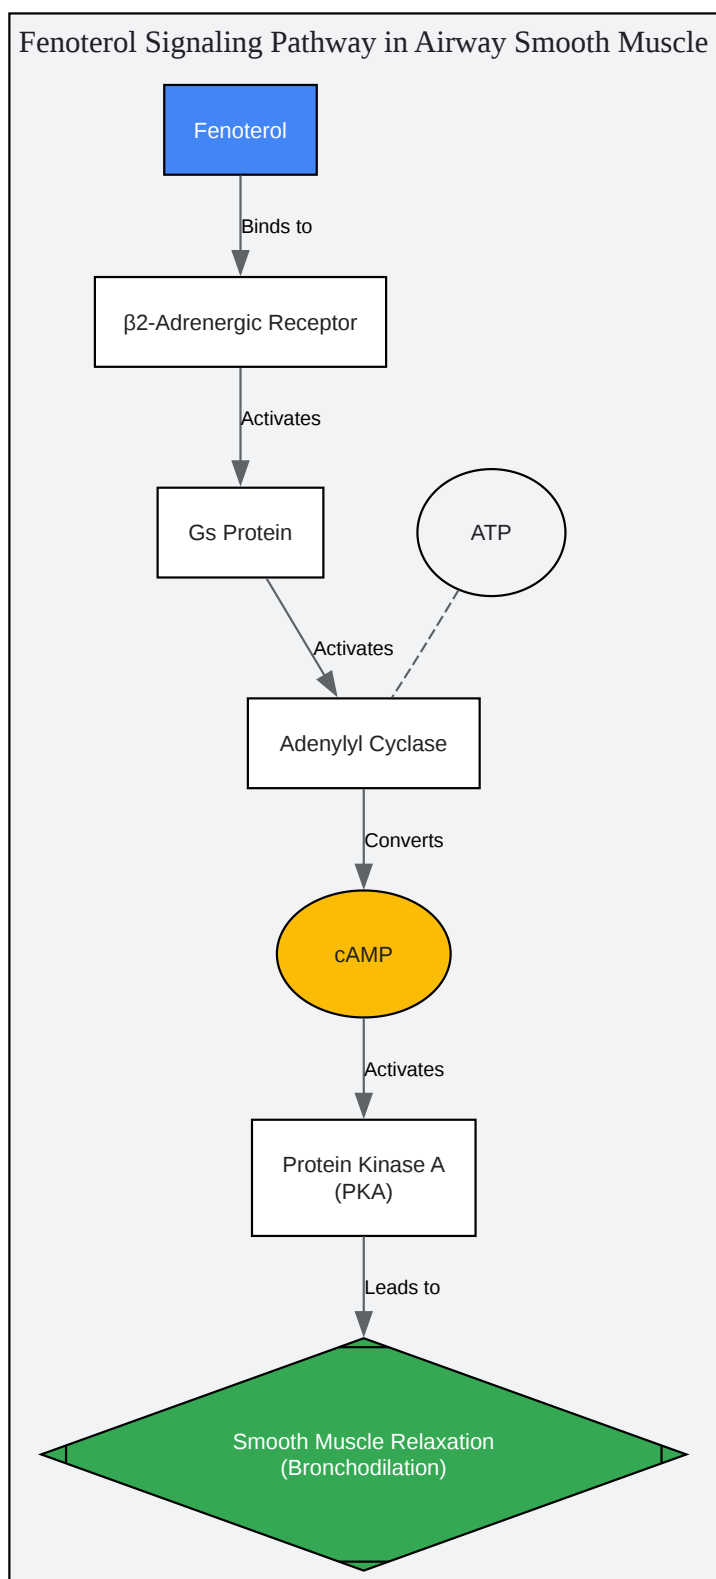 Fenoterol Signaling Pathway in Airway Smooth Muscle
Fenoterol
Binds to
β2-Adrenergic Receptor
Activates
Gs Protein
ATP
Activates
Adenylyl Cyclase
Converts
cAMP
Activates
Protein Kinase A
(PKA)
Leads to
Smooth Muscle Relaxation
(Bronchodilation)